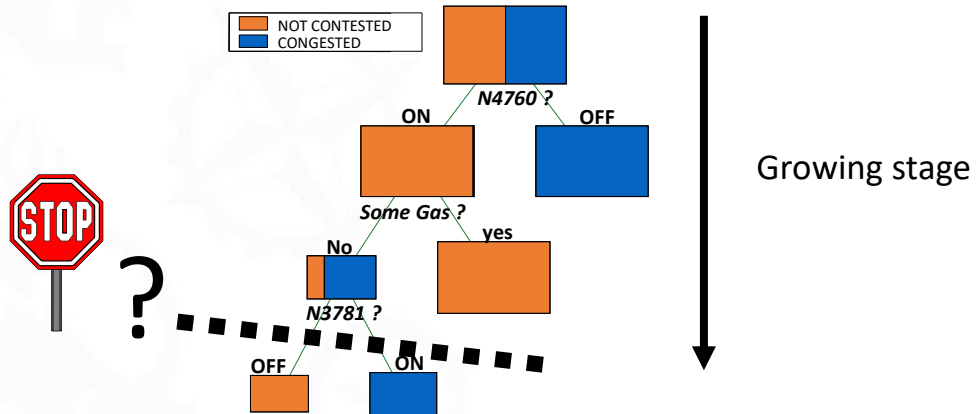 NOT CONTESTED
CONGESTED
N4760 ?
ON
OFF
Growing stage
Some Gas ?
STOP
No
yes
?
N3781 ?
OFF
ON